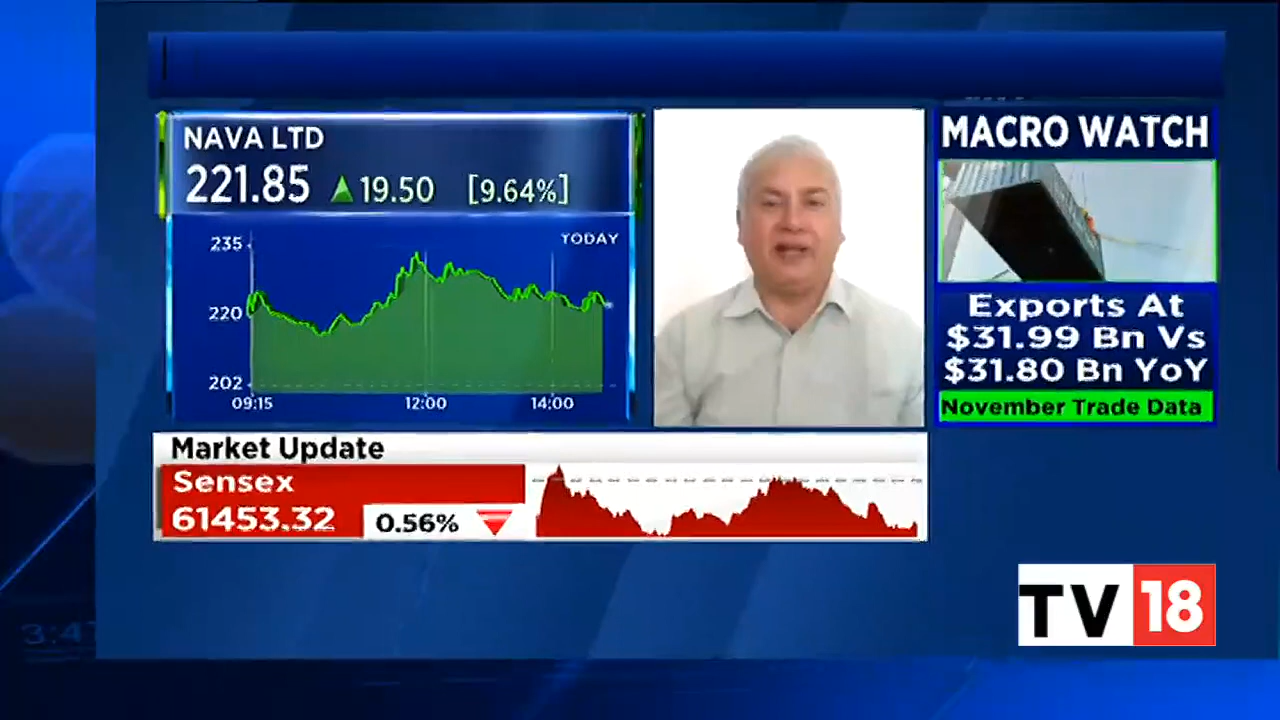 NAVA LTD
221.85 ▲ 19.50 [9.64%]
TODAY
235
220
202
09:15 12:00 14:00
MACRO WATCH
Exports At
$31.99 Bn Vs
$31.80 Bn YoY
November Trade Data
Market Update
Sensex
61453.32 0.56% ▼
TV18